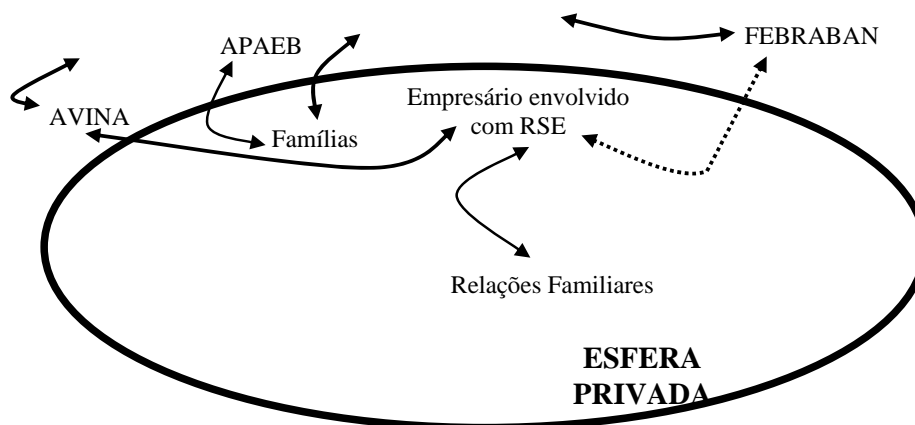 APAEB
FEBRABAN
AVINA
Famílias
Empresário envolvido
com RSE
Relações Familiares
ESFERA
PRIVADA